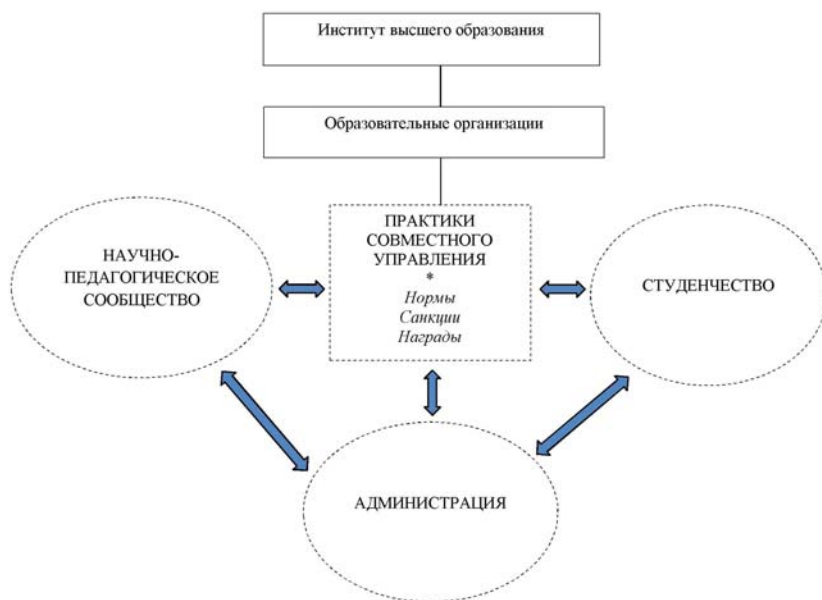 Институт высшего образования
Образовательные организации
НАУЧНО-
ПЕДАГОГИЧЕСКОЕ
СООБЩЕСТВО
ПРАКТИКИ
СОВМЕСТНОГО
УПРАВЛЕНИЯ
*
Нормы
Санкции
Награды
СТУДЕНЧЕСТВО
АДМИНИСТРАЦИЯ